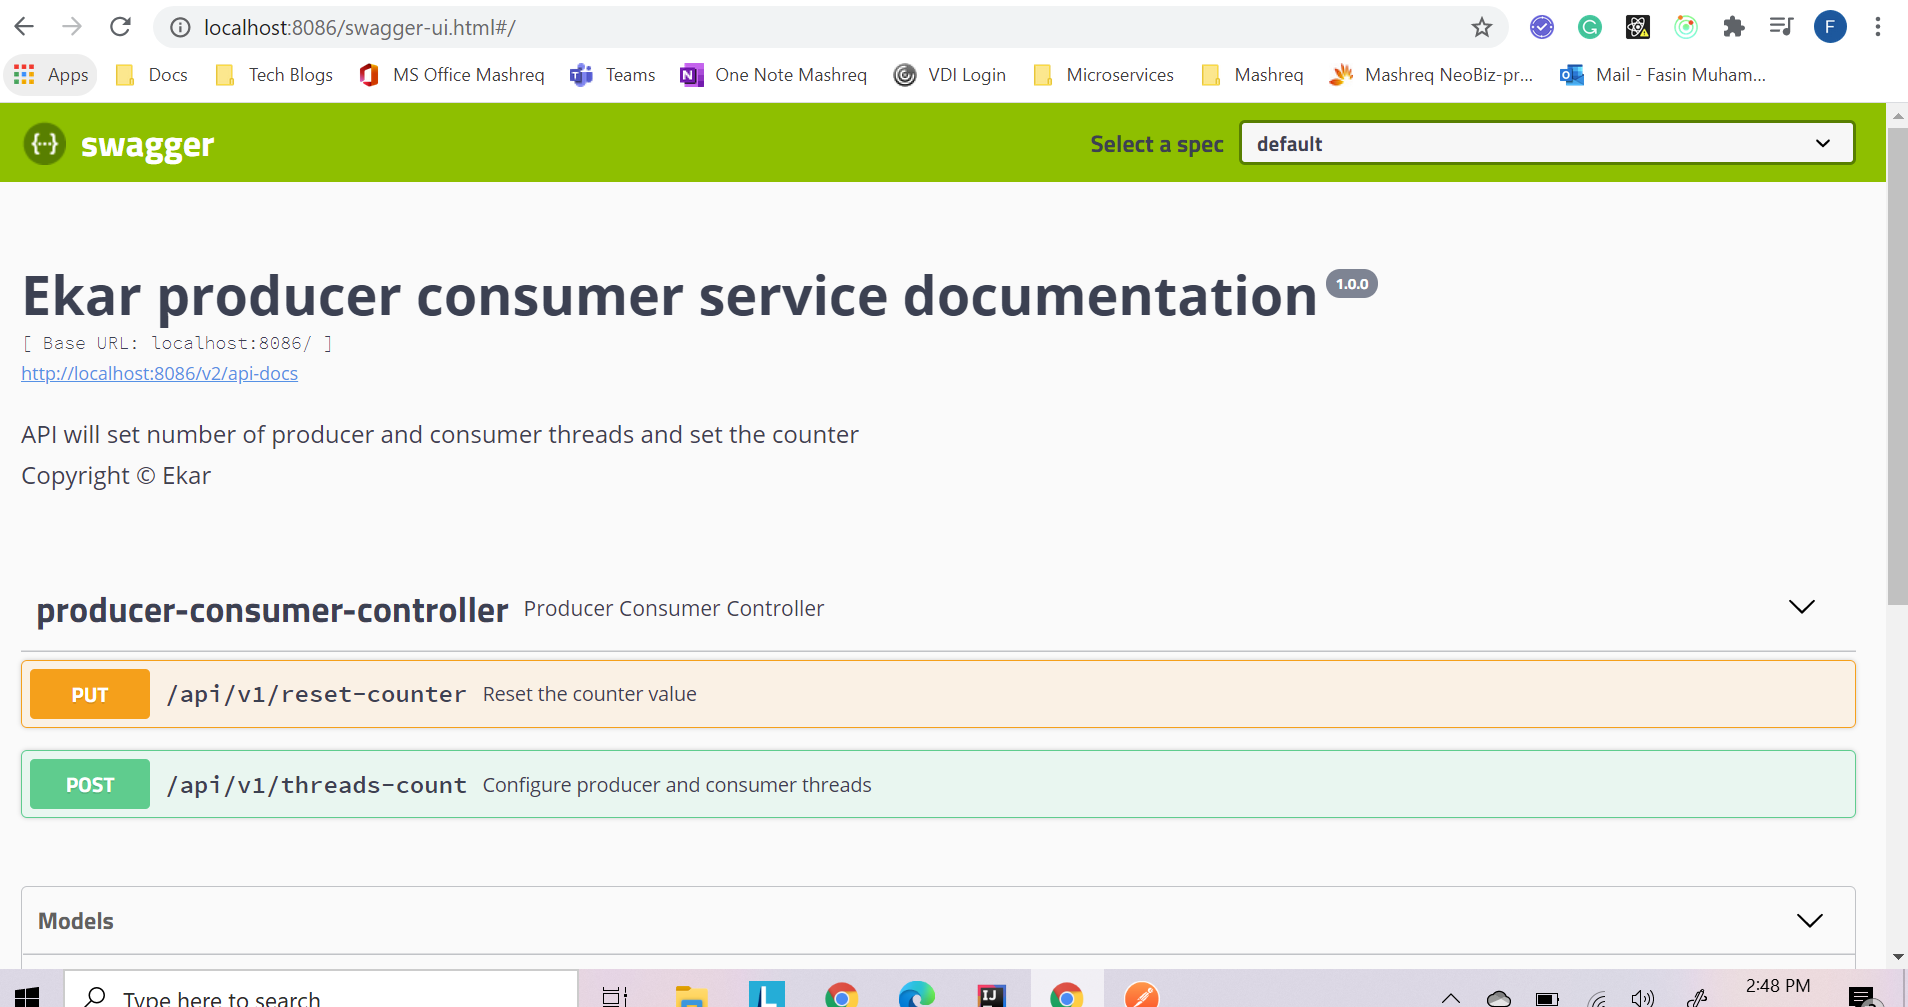 localhost:8086/swagger-ui.html#/
F
Apps Docs Tech Blogs MS Office Mashreq Teams One Note Mashreq VDI Login Microservices Mashreq Mashreq NeoBiz-pr... Mail - Fasin Muham...
{···} swagger Select a spec default
Ekar producer consumer service documentation 1.0.0
[ Base URL: localhost:8086/ ]
http://localhost:8086/v2/api-docs
API will set number of producer and consumer threads and set the counter
Copyright © Ekar
producer-consumer-controller Producer Consumer Controller
PUT /api/v1/reset-counter Reset the counter value
POST /api/v1/threads-count Configure producer and consumer threads
Models
Type here to search L IJ 2:48 PM